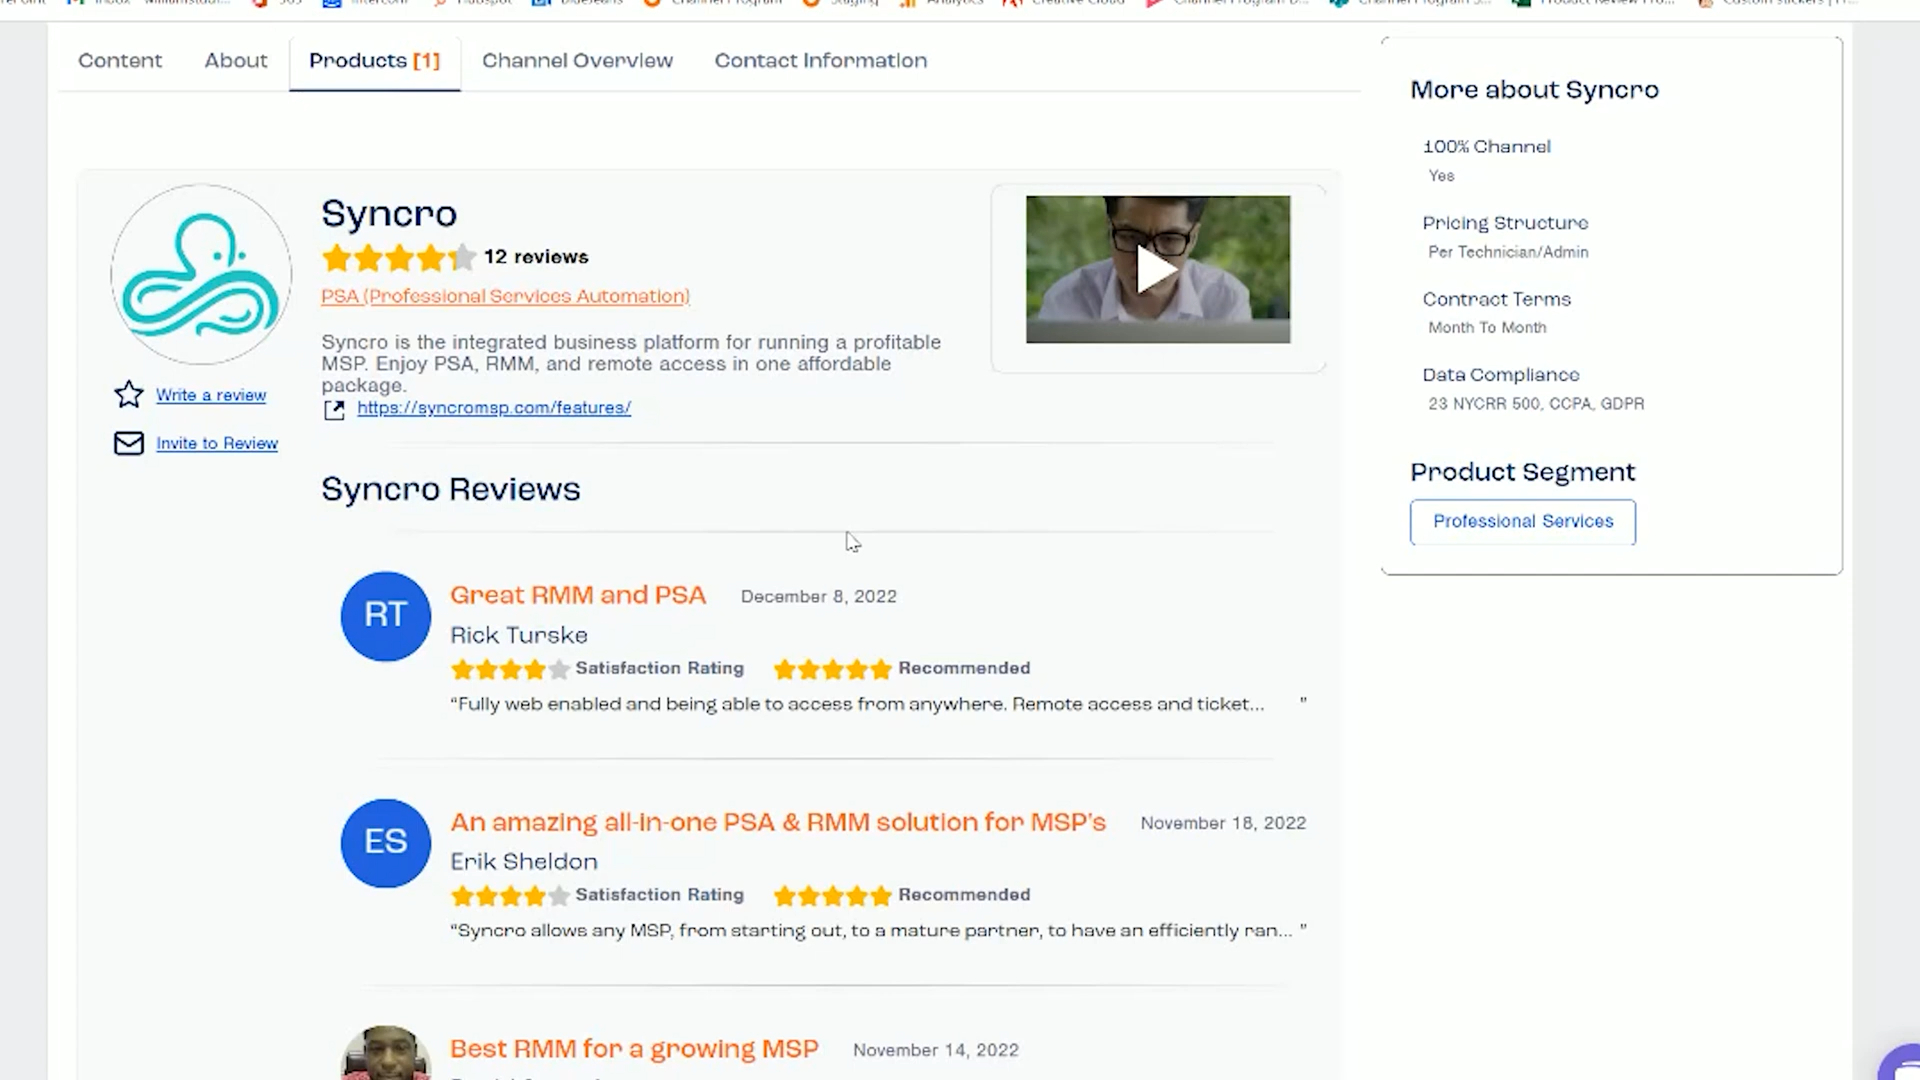 Content About Products [1] Channel Overview Contact Information
Syncro
12 reviews
PSA (Professional Services Automation)
Syncro is the integrated business platform for running a profitable
MSP. Enjoy PSA, RMM, and remote access in one affordable
package.
https://syncromsp.com/features/
Write a review
Invite to Review
Syncro Reviews
RT
Great RMM and PSA December 8, 2022
Rick Turske
Satisfaction Rating Recommended
“Fully web enabled and being able to access from anywhere. Remote access and ticket... ”
ES
An amazing all-in-one PSA & RMM solution for MSP's November 18, 2022
Erik Sheldon
Satisfaction Rating Recommended
“Syncro allows any MSP, from starting out, to a mature partner, to have an efficiently ran... ”
Best RMM for a growing MSP November 14, 2022
More about Syncro
100% Channel
Yes
Pricing Structure
Per Technician/Admin
Contract Terms
Month To Month
Data Compliance
23 NYCRR 500, CCPA, GDPR
Product Segment
Professional Services